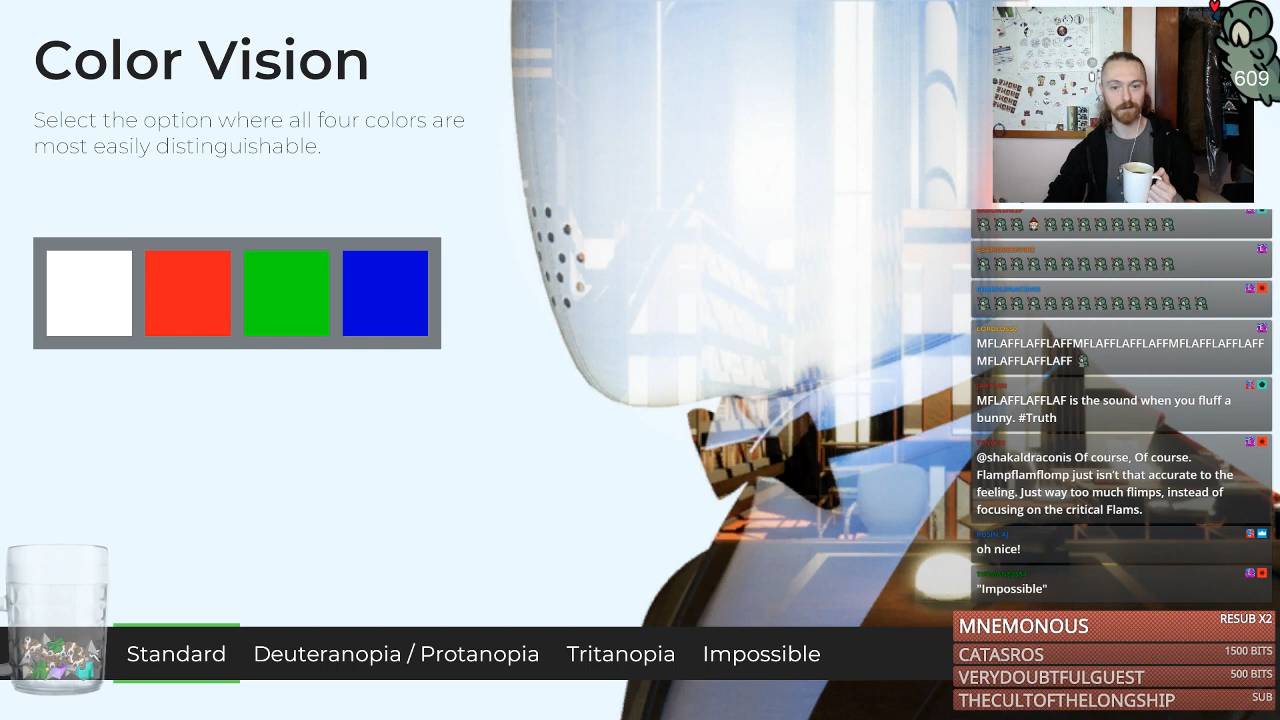 Color Vision
Select the option where all four colors are
most easily distinguishable.
Standard
Deuteranopia / Protanopia
Tritanopia
Impossible
609
MFLAFFLAFFLAFFMFLAFFLAFFLAFFMFLAFFLAFFLAFF
MFLAFFLAFFLAFF
MFLAFFLAFFLAF is the sound when you fluff a
bunny. #Truth
@shakaldraconis Of course, Of course.
Flampflamflomp just isn't that accurate to the
feeling. Just way too much flimps, instead of
focusing on the critical Flams.
oh nice!
"Impossible"
MNEMONOUS
RESUB X2
CATASROS
1500 BITS
VERYDOUBTFULGUEST
500 BITS
THECULTOFTHELONGSHIP
SUB